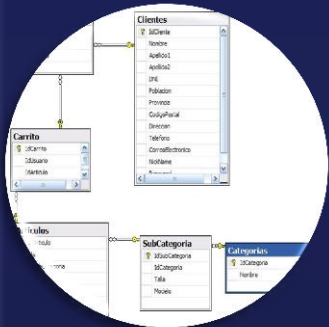 Clientes
IdCliente
Nombre
Apellido1
Apellido2
DNI
Poblacion
Provincia
CodigoPostal
Direccion
Telefono
CorreoElectronico
NickName
Carrito
IdCarrito
IdUsuario
IdArticulo
SubCategoria
IdSubCategoria
IdCategoria
Talla
Modelo
Categorias
IdCategoria
Nombre